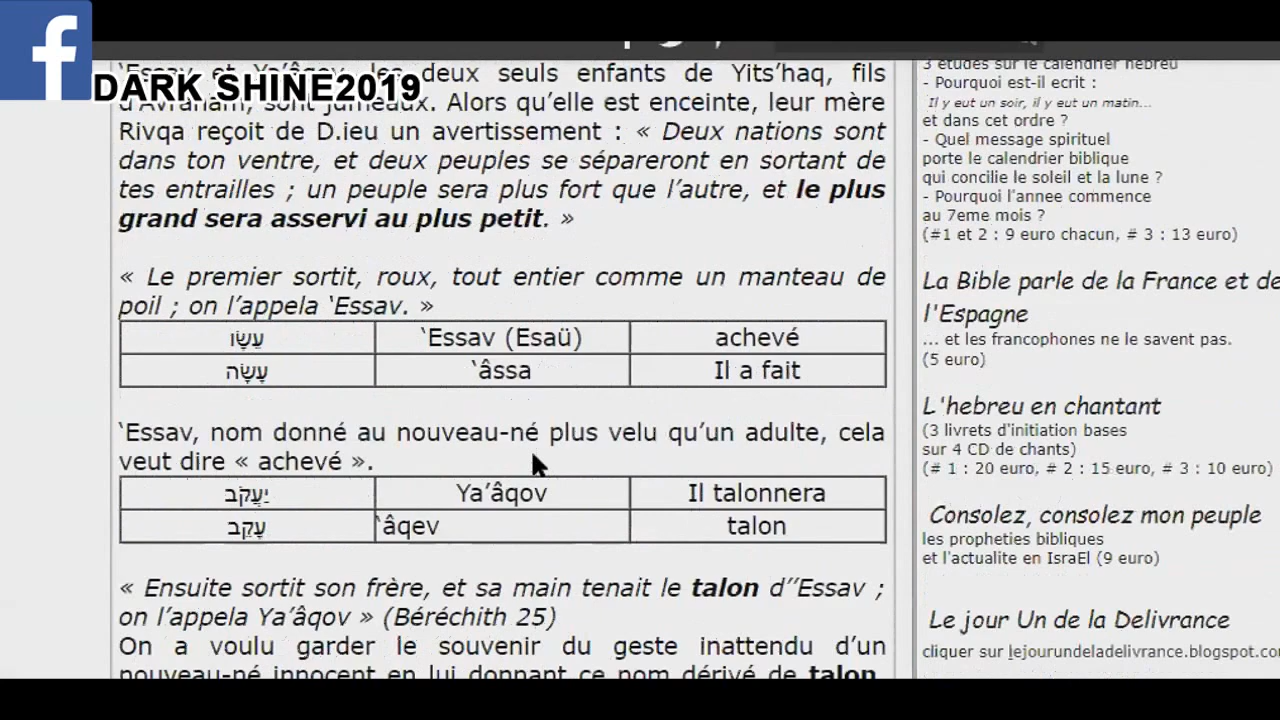 f
DARK SHINE2019
‘Essav et Ya’âqov, les deux seuls enfants de Yits’haq, fils
d’Avraham, sont jumeaux. Alors qu’elle est enceinte, leur mère
Rivqa reçoit de D.ieu un avertissement : « Deux nations sont
dans ton ventre, et deux peuples se sépareront en sortant de
tes entrailles ; un peuple sera plus fort que l’autre, et le plus
grand sera asservi au plus petit. »
« Le premier sortit, roux, tout entier comme un manteau de
poil ; on l’appela ‘Essav. »
עֵשָׂו ‘Essav (Esaü) achevé
עָשָׂה ‘âssa Il a fait
‘Essav, nom donné au nouveau-né plus velu qu’un adulte, cela
veut dire « achevé ».
יַעֲקֹב Ya’âqov Il talonnera
עָקֵב ‘âqev talon
« Ensuite sortit son frère, et sa main tenait le talon d’’Essav ;
on l’appela Ya’âqov » (Béréchith 25)
On a voulu garder le souvenir du geste inattendu d’un
nouveau-né innocent en lui donnant ce nom dérivé de talon.
3 etudes sur le calendrier hebreu
- Pourquoi est-il ecrit :
Il y eut un soir, il y eut un matin...
et dans cet ordre ?
- Quel message spirituel
porte le calendrier biblique
qui concilie le soleil et la lune ?
- Pourquoi l'annee commence
au 7eme mois ?
(#1 et 2 : 9 euro chacun, # 3 : 13 euro)
La Bible parle de la France et de
l'Espagne
... et les francophones ne le savent pas.
(5 euro)
L'hebreu en chantant
(3 livrets d'initiation bases
sur 4 CD de chants)
(# 1 : 20 euro, # 2 : 15 euro, # 3 : 10 euro)
Consolez, consolez mon peuple
les propheties bibliques
et l'actualite en IsraEl (9 euro)
Le jour Un de la Delivrance
cliquer sur lejourundeladelivrance.blogspot.co